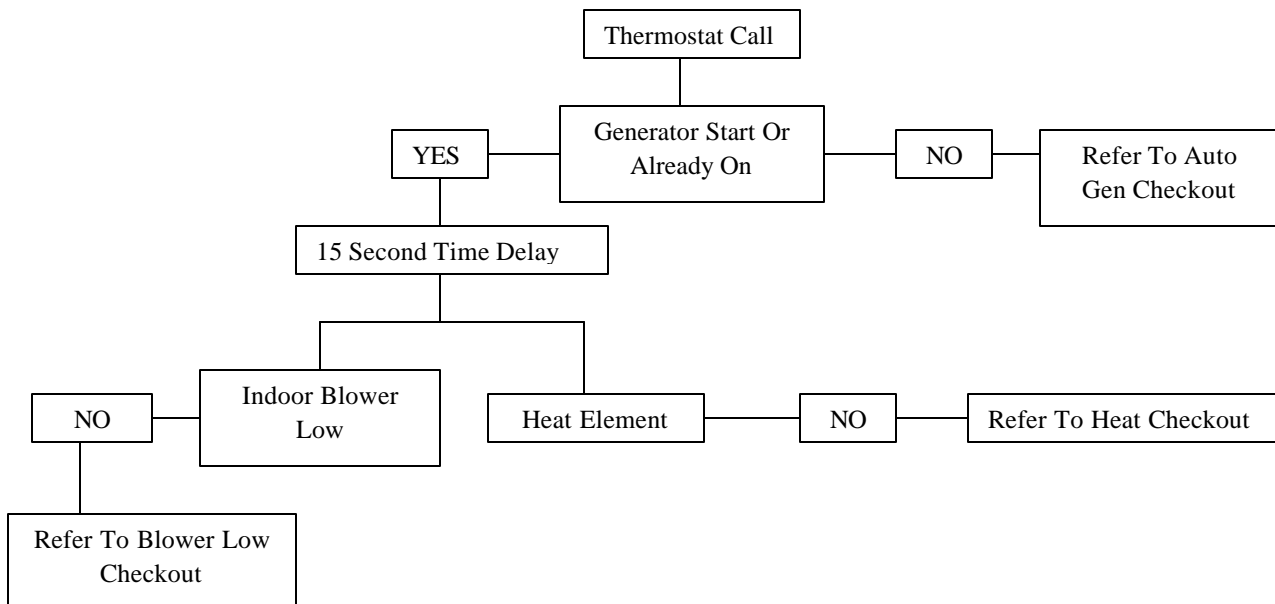 Thermostat Call
Generator Start Or
Already On
YES
NO
Refer To Auto
Gen Checkout
15 Second Time Delay
Indoor Blower
Low
NO
Heat Element
NO
Refer To Heat Checkout
Refer To Blower Low
Checkout